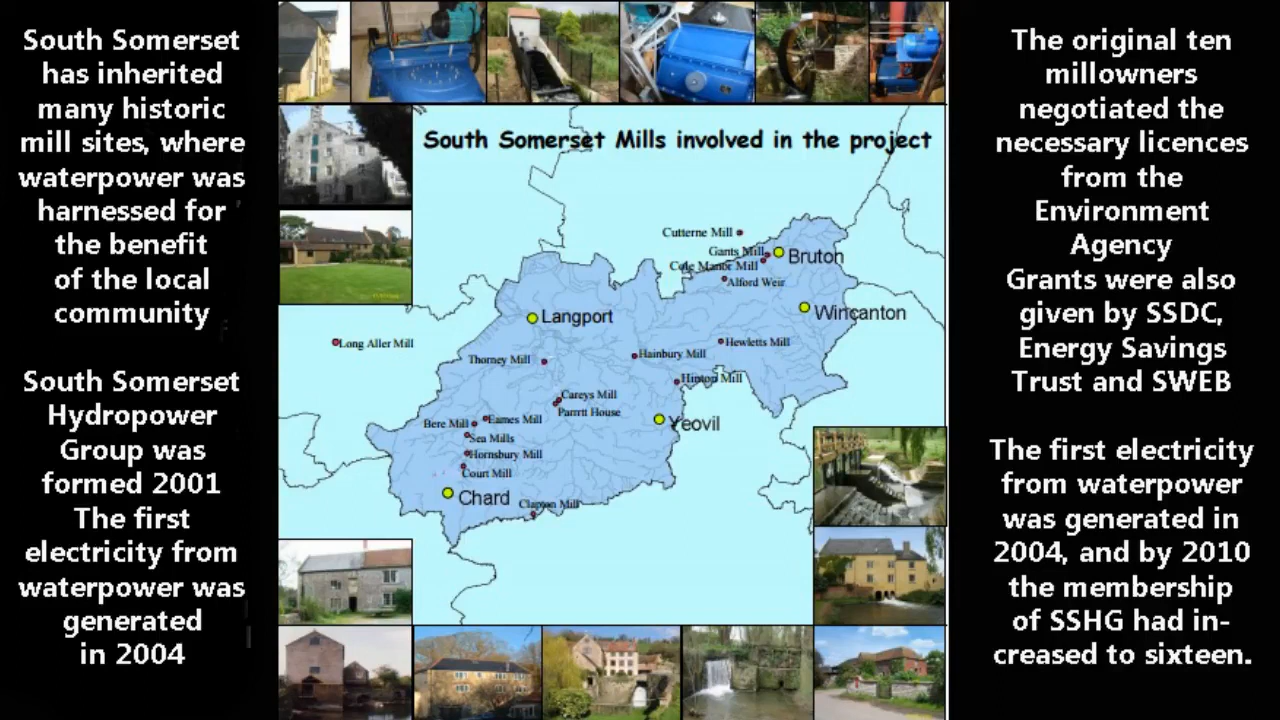 South Somerset
has inherited
many historic
mill sites, where
waterpower was
harnessed for
the benefit
of the local
community
South Somerset
Hydropower
Group was
formed 2001
The first
electricity from
waterpower was
generated
in 2004
South Somerset Mills involved in the project
Cutterne Mill
Gants Mill
Bruton
Cole Manor Mill
Alford Weir
Langport
Wincanton
Long Aller Mill
Hewletts Mill
Thorney Mill
Hainbury Mill
Hinton Mill
Careys Mill
Parrrtt House
Bere Mill
Eames Mill
Yeovil
Sea Mills
Hornsbury Mill
Court Mill
Chard
Clapton Mill
The original ten
millowners
negotiated the
necessary licences
from the
Environment
Agency
Grants were also
given by SSDC,
Energy Savings
Trust and SWEB
The first electricity
from waterpower
was generated in
2004, and by 2010
the membership
of SSHG had in-
creased to sixteen.